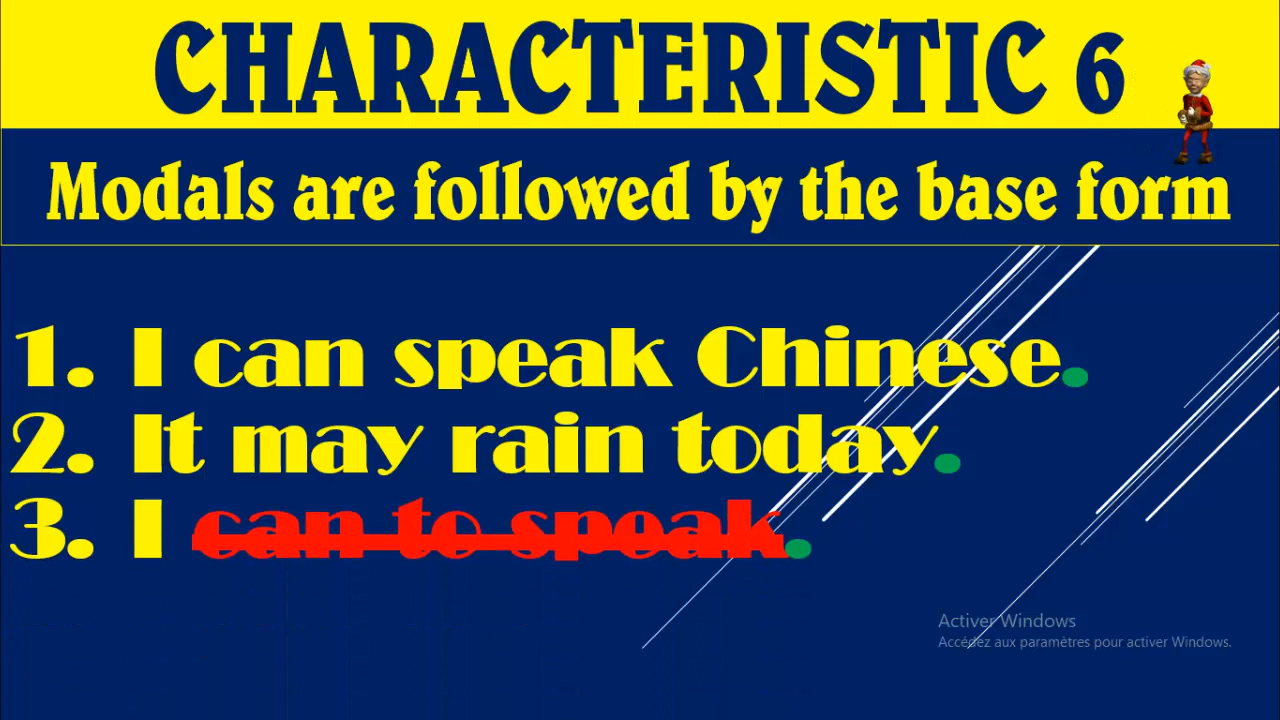 CHARACTERISTIC 6
Modals are followed by the base form
1. I can speak Chinese.
2. It may rain today.
3. I can to speak.
Activer Windows
Accédez aux paramètres pour activer Windows.